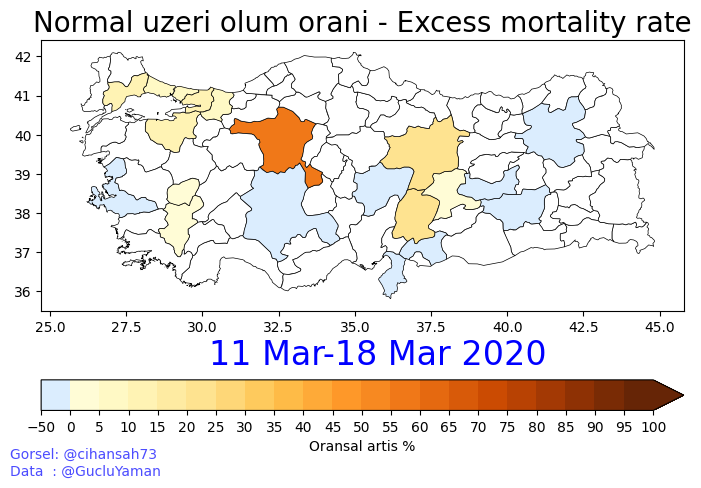 Normal uzeri olum orani - Excess mortality rate
42
41
40
39
38
37
36
25.0 27.5 30.0 32.5 35.0 37.5 40.0 42.5 45.0
11 Mar-18 Mar 2020
−50 0 5 10 15 20 25 30 35 40 45 50 55 60 65 70 75 80 85 90 95 100
Oransal artis %
Gorsel: @cihansah73
Data  : @GucluYaman